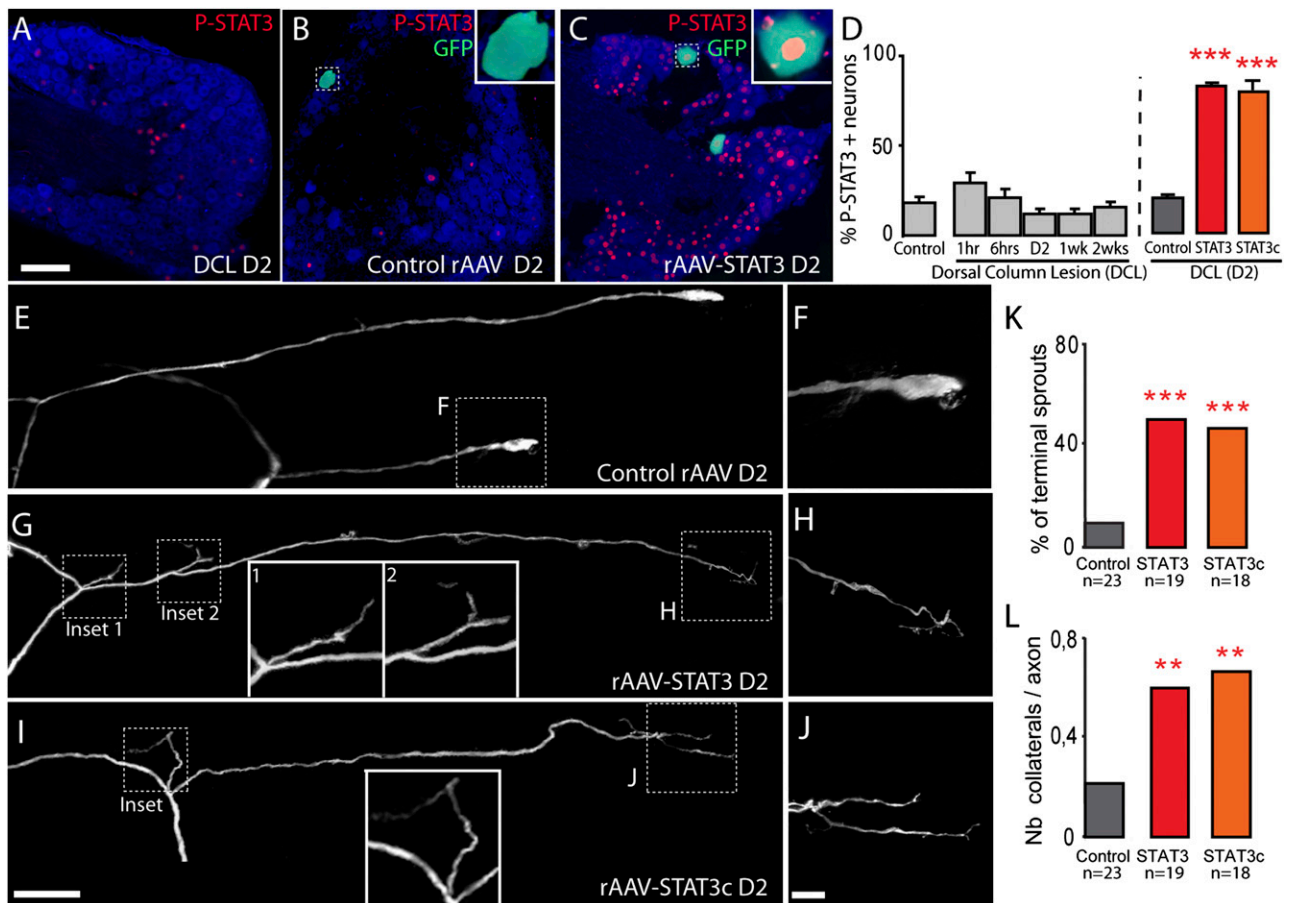 A
P-STAT3
DCL D2
B
P-STAT3
GFP
Control rAAV D2
C
P-STAT3
GFP
rAAV-STAT3 D2
D
% P-STAT3 + neurons
100
50
0
*** ***
Control
1hr 6hrs D2 1wk 2wks
Dorsal Column Lesion (DCL)
Control STAT3 STAT3c
DCL (D2)
E
F
Control rAAV D2
F
G
Inset 1
Inset 2
1
2
H
rAAV-STAT3 D2
H
I
Inset
J
rAAV-STAT3c D2
J
K
% of terminal sprouts
80
40
0
*** ***
Control STAT3 STAT3c
n=23 n=19 n=18
L
Nb collaterals / axon
0,8
0,4
0
** **
Control STAT3 STAT3c
n=23 n=19 n=18